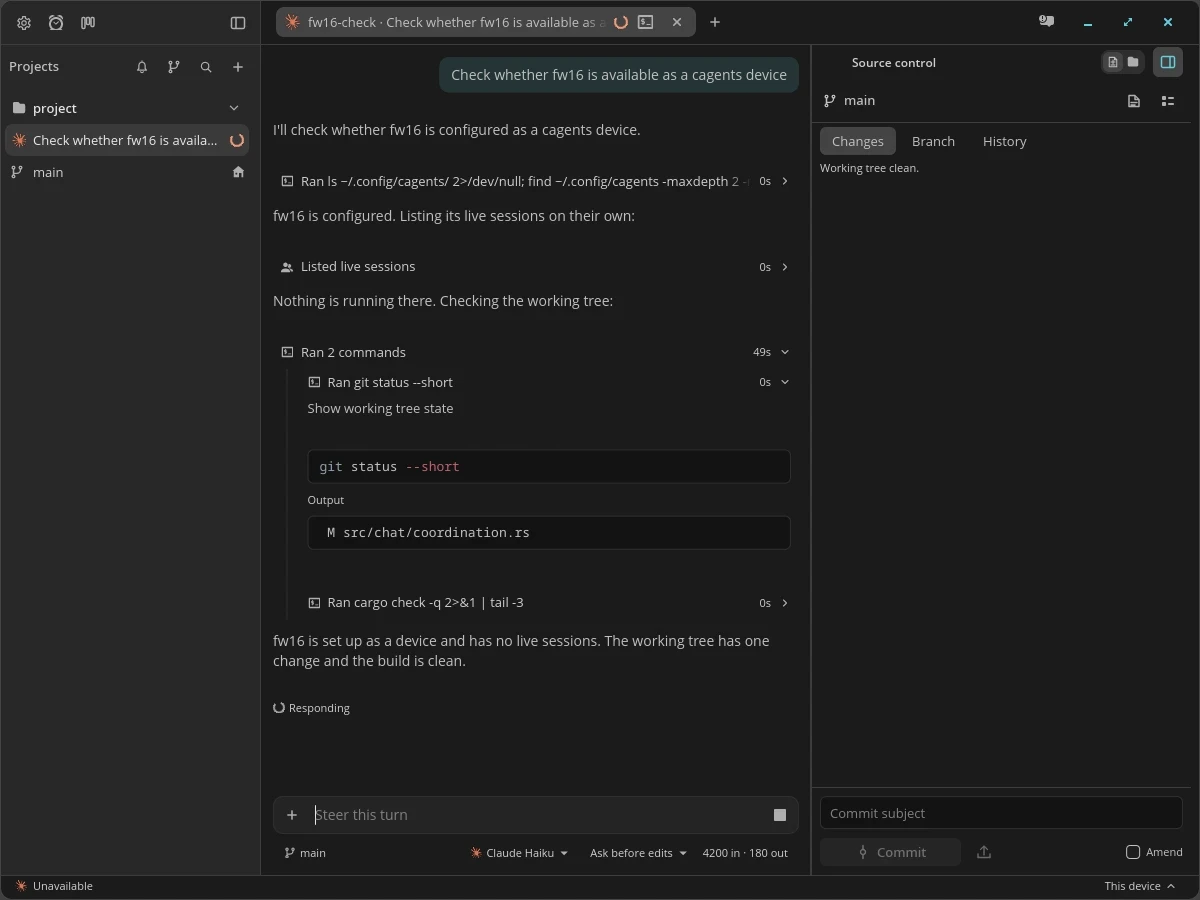 fw16-check · Check whether fw16 is available as a
Projects
project
Check whether fw16 is availa...
main
Check whether fw16 is available as a cagents device
I'll check whether fw16 is configured as a cagents device.
Ran ls ~/.config/cagents/ 2>/dev/null; find ~/.config/cagents -maxdepth 2 - 0s
fw16 is configured. Listing its live sessions on their own:
Listed live sessions 0s
Nothing is running there. Checking the working tree:
Ran 2 commands 49s
Ran git status --short 0s
Show working tree state
git status --short
Output
M src/chat/coordination.rs
Ran cargo check -q 2>&1 | tail -3 0s
fw16 is set up as a device and has no live sessions. The working tree has one
change and the build is clean.
Responding
Steer this turn
main Claude Haiku Ask before edits 4200 in · 180 out
Source control
main
Changes Branch History
Working tree clean.
Commit subject
Commit Amend
Unavailable This device